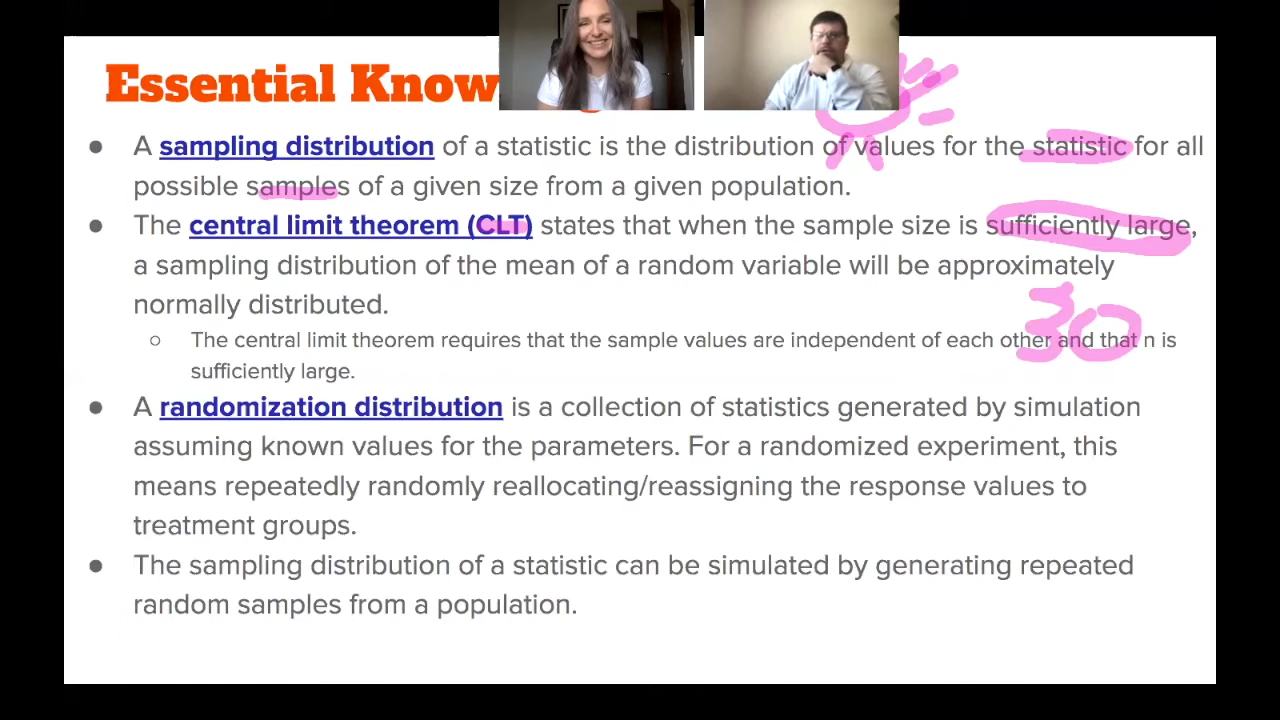 Essential Know
● A sampling distribution of a statistic is the distribution of values for the statistic for all
possible samples of a given size from a given population.
● The central limit theorem (CLT) states that when the sample size is sufficiently large,
a sampling distribution of the mean of a random variable will be approximately
normally distributed.
30
○ The central limit theorem requires that the sample values are independent of each other and that n is
sufficiently large.
● A randomization distribution is a collection of statistics generated by simulation
assuming known values for the parameters. For a randomized experiment, this
means repeatedly randomly reallocating/reassigning the response values to
treatment groups.
● The sampling distribution of a statistic can be simulated by generating repeated
random samples from a population.